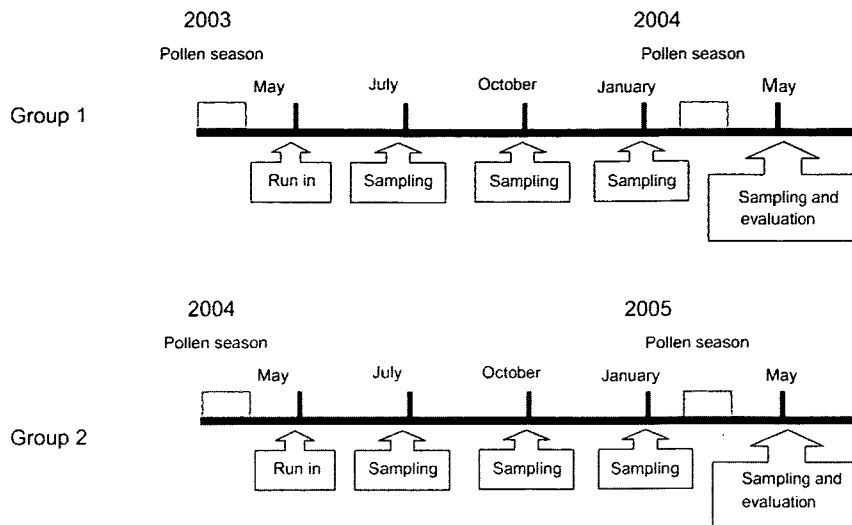 2003
2004
Pollen season
Pollen season
May
July
October
January
May
Group 1
Run in
Sampling
Sampling
Sampling
Sampling and
evaluation
2004
2005
Pollen season
Pollen season
May
July
October
January
May
Group 2
Run in
Sampling
Sampling
Sampling
Sampling and
evaluation